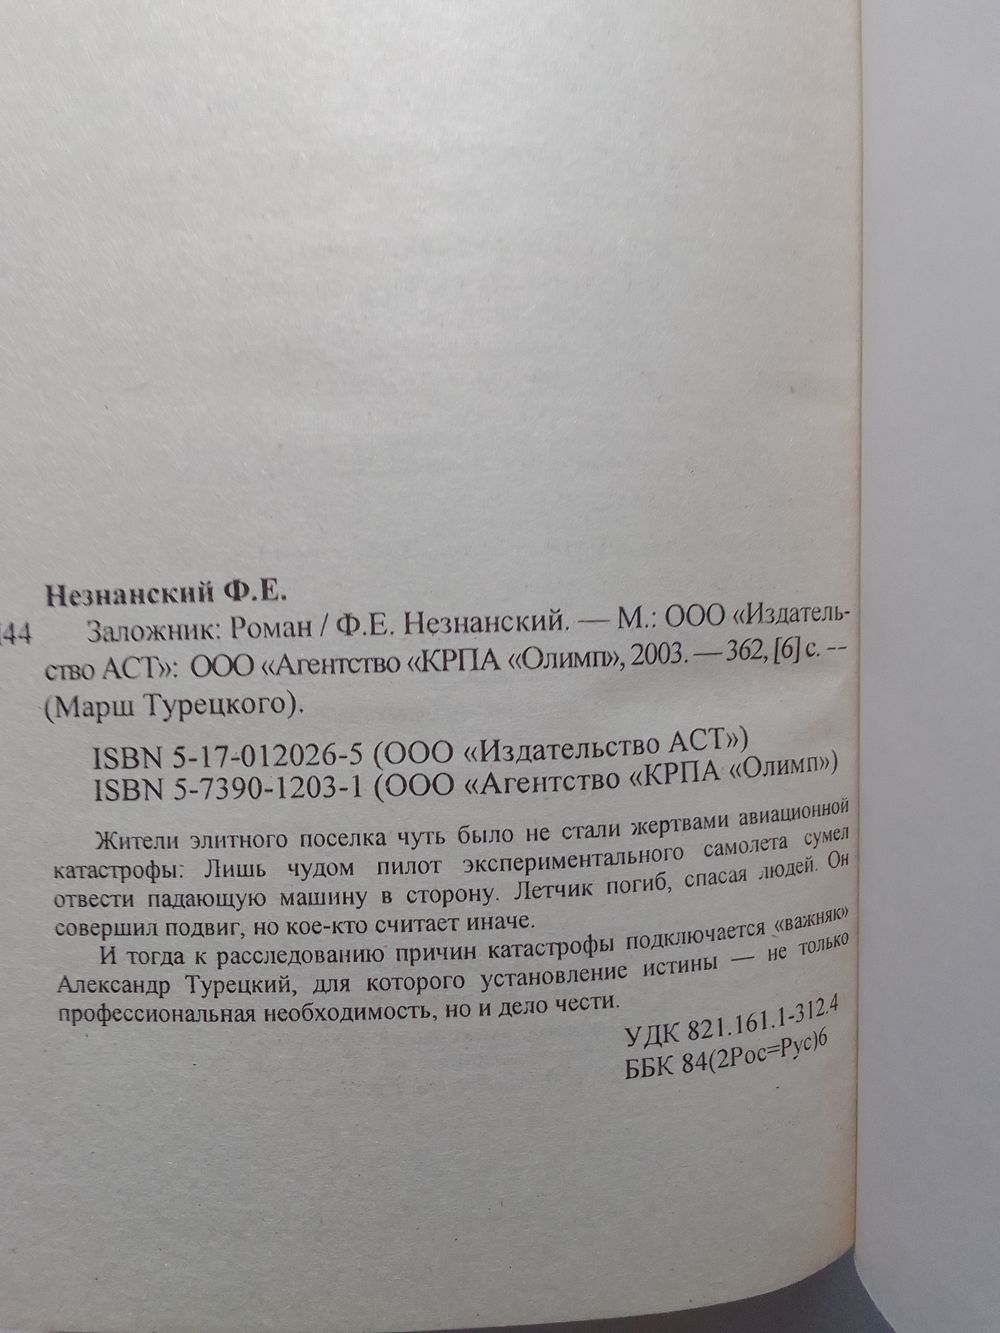 Незнанский Ф.Е.
44 Заложник: Роман / Ф.Е. Незнанский. — М.: ООО «Издатель-
ство АСТ»: ООО «Агентство «КРПА «Олимп», 2003. — 362, [6] с. --
(Марш Турецкого).
ISBN 5-17-012026-5 (ООО «Издательство АСТ»)
ISBN 5-7390-1203-1 (ООО «Агентство «КРПА «Олимп»)
Жители элитного поселка чуть было не стали жертвами авиационной
катастрофы: Лишь чудом пилот экспериментального самолета сумел
отвести падающую машину в сторону. Летчик погиб, спасая людей. Он
совершил подвиг, но кое-кто считает иначе.
И тогда к расследованию причин катастрофы подключается «важняк»
Александр Турецкий, для которого установление истины — не только
профессиональная необходимость, но и дело чести.
УДК 821.161.1-312.4
ББК 84(2Рос=Рус)6